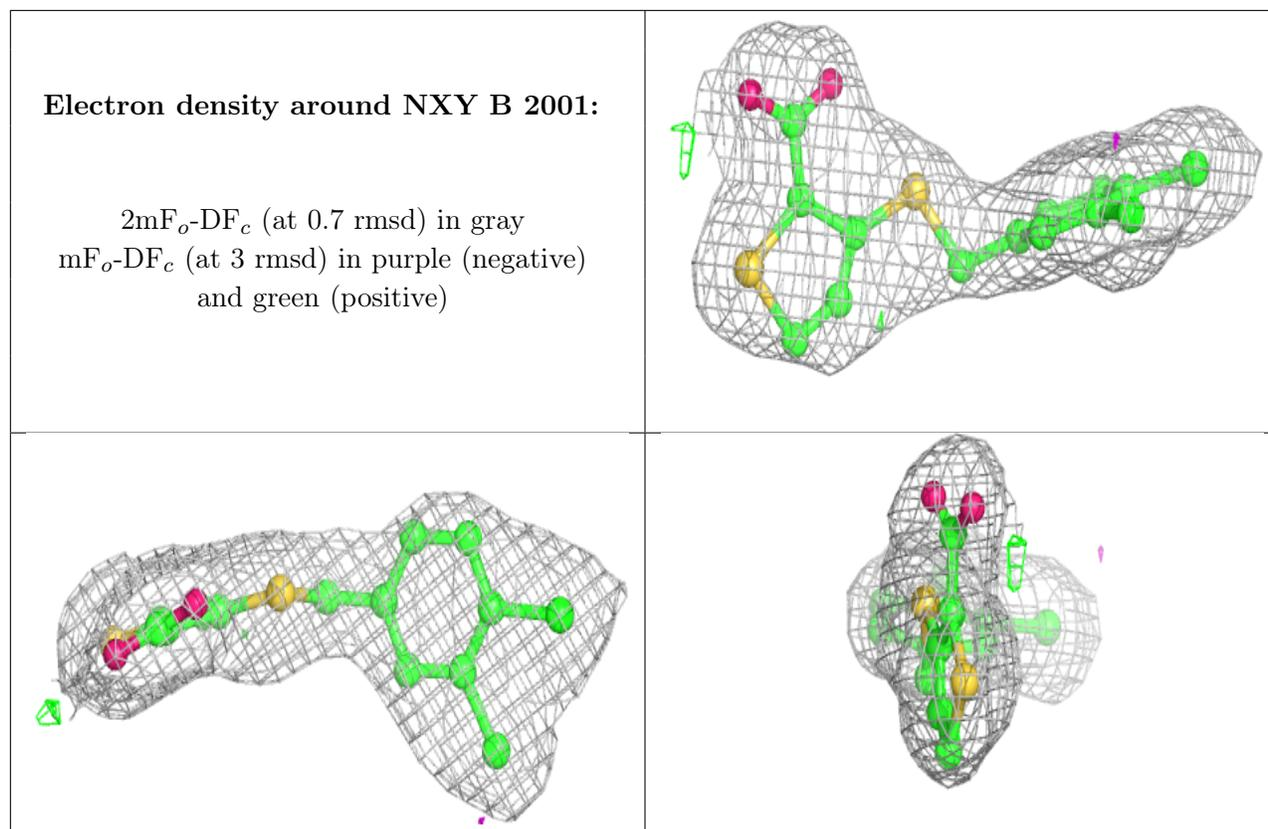 Electron density around NXY B 2001:
2mFo-DFc (at 0.7 rmsd) in gray
mFo-DFc (at 3 rmsd) in purple (negative)
and green (positive)